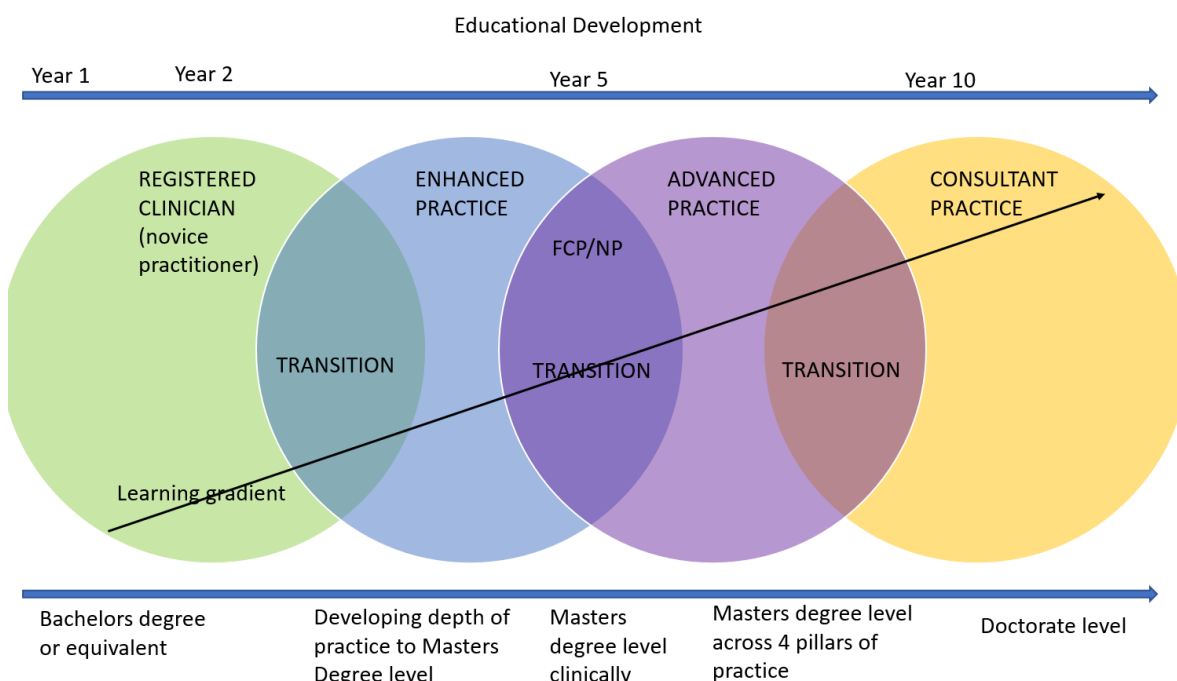 Educational Development
Year 1
Year 2
Year 5
Year 10
REGISTERED
CLINICIAN
(novice
practitioner)
ENHANCED
PRACTICE
FCP/NP
ADVANCED
PRACTICE
CONSULTANT
PRACTICE
TRANSITION
TRANSITION
TRANSITION
Learning gradient
Bachelors degree
or equivalent
Developing depth of
practice to Masters
Degree level
Masters
degree level
clinically
Masters degree level
across 4 pillars of
practice
Doctorate level